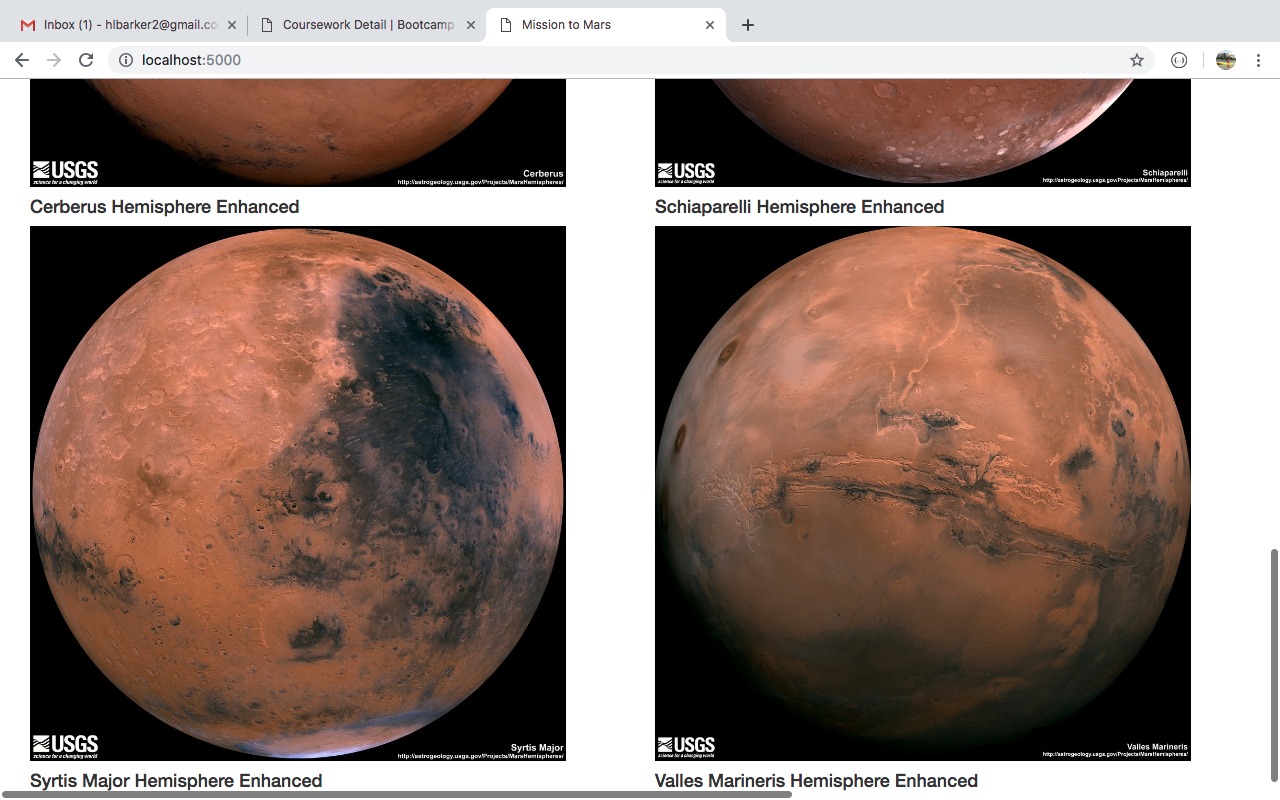 Inbox (1) - hlbarker2@gmail.co
Coursework Detail | Bootcamp
Mission to Mars
localhost:5000
USGS
science for a changing world
Cerberus
http://astrogeology.usgs.gov/Projects/MarsHemispheres/
USGS
science for a changing world
Schiaparelli
http://astrogeology.usgs.gov/Projects/MarsHemispheres/
Cerberus Hemisphere Enhanced
Schiaparelli Hemisphere Enhanced
USGS
science for a changing world
Syrtis Major
http://astrogeology.usgs.gov/Projects/MarsHemispheres/
USGS
science for a changing world
Valles Marineris
http://astrogeology.usgs.gov/Projects/MarsHemispheres/
Syrtis Major Hemisphere Enhanced
Valles Marineris Hemisphere Enhanced